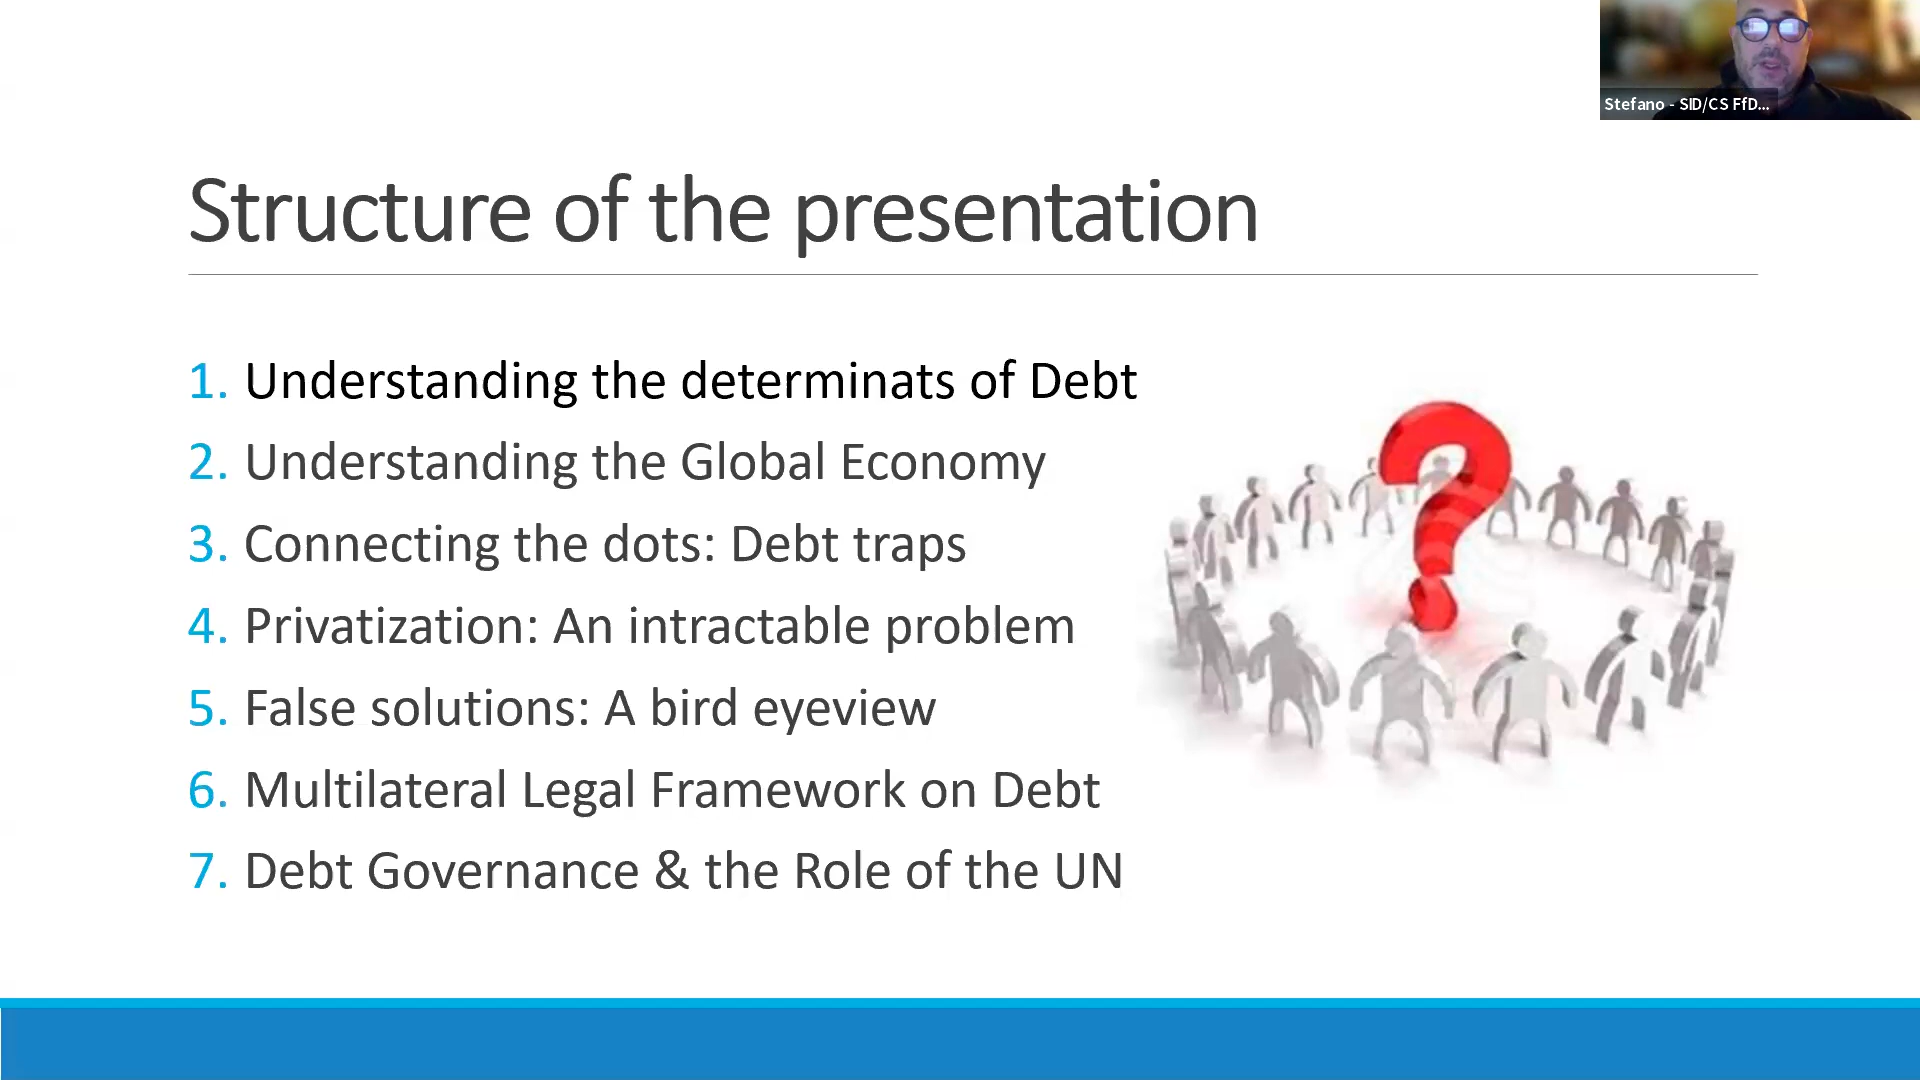 Stefano - SID/CS FfD...
Structure of the presentation
1. Understanding the determinats of Debt
2. Understanding the Global Economy
3. Connecting the dots: Debt traps
4. Privatization: An intractable problem
5. False solutions: A bird eyeview
6. Multilateral Legal Framework on Debt
7. Debt Governance & the Role of the UN